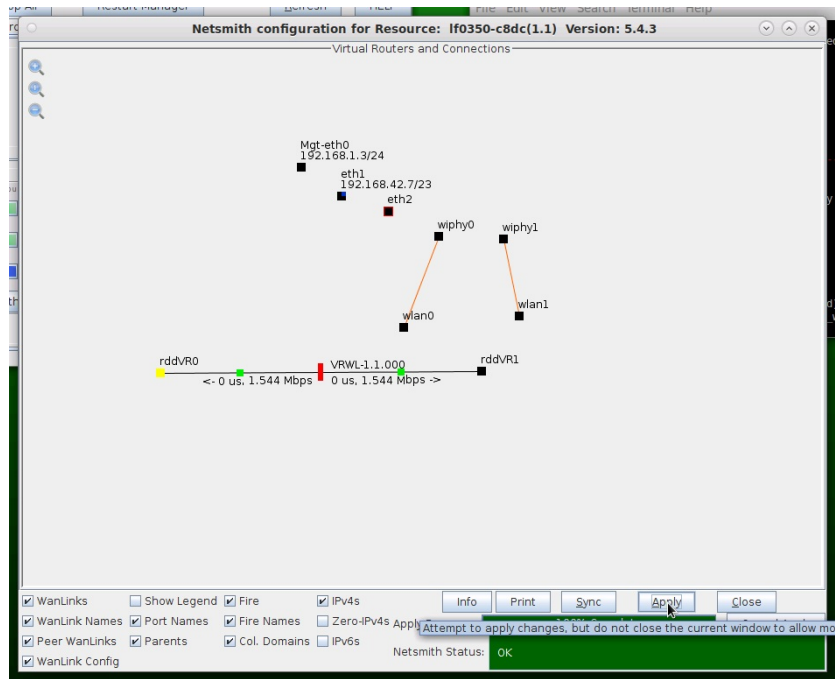 Restart Manager
File Edit View Search Terminal Help
Netsmith configuration for Resource: lf0350-c8dc(1.1) Version: 5.4.3
Virtual Routers and Connections
Mgt-eth0
192.168.1.3/24
eth1
192.168.42.7/23
eth2
wiphy0
wiphy1
wlan0
wlan1
rddVR0
VRWL-1.1.000
rddVR1
<- 0 us, 1.544 Mbps
0 us, 1.544 Mbps ->
WanLinks
Show Legend
Fire
IPv4s
Info
Print
Sync
Apply
Close
WanLink Names
Port Names
Fire Names
Zero-IPv4s
Attempt to apply changes, but do not close the current window to allow mo
Peer WanLinks
Parents
Col. Domains
IPv6s
Netsmith Status:
OK
WanLink Config